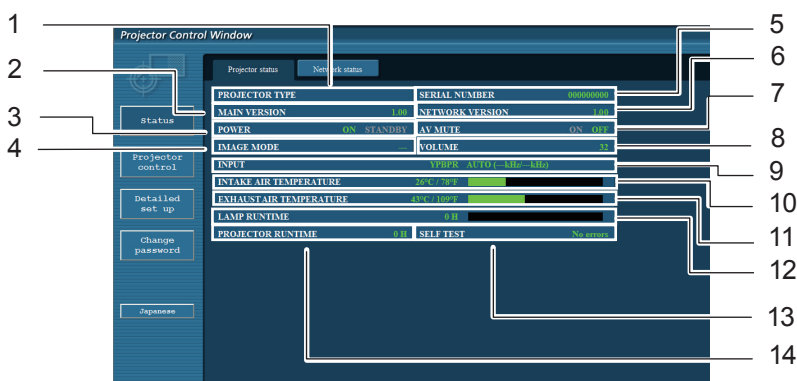 Projector Control Window
Projector status Network status
PROJECTOR TYPE SERIAL NUMBER 000000000
MAIN VERSION 1.00 NETWORK VERSION 1.00
POWER ON STANDBY AV MUTE ON OFF
IMAGE MODE --- VOLUME 32
INPUT YPBPR AUTO (---kHz/---kHz)
INTAKE AIR TEMPERATURE 26°C / 78°F
EXHAUST AIR TEMPERATURE 43°C / 109°F
LAMP RUNTIME 0 H
PROJECTOR RUNTIME 0 H SELF TEST No errors
Status
Projector
control
Detailed
set up
Change
password
Japanese
1
2
3
4
5
6
7
8
9
10
11
12
13
14